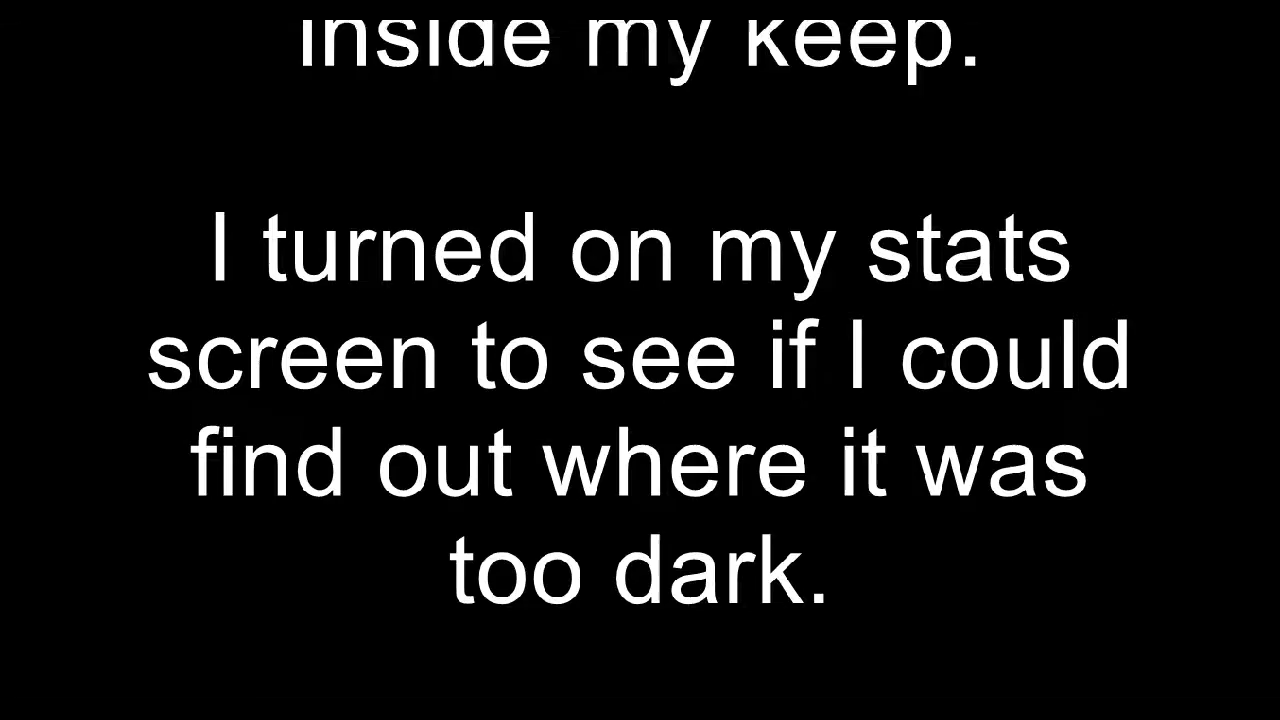 inside my keep.
I turned on my stats
screen to see if I could
find out where it was
too dark.